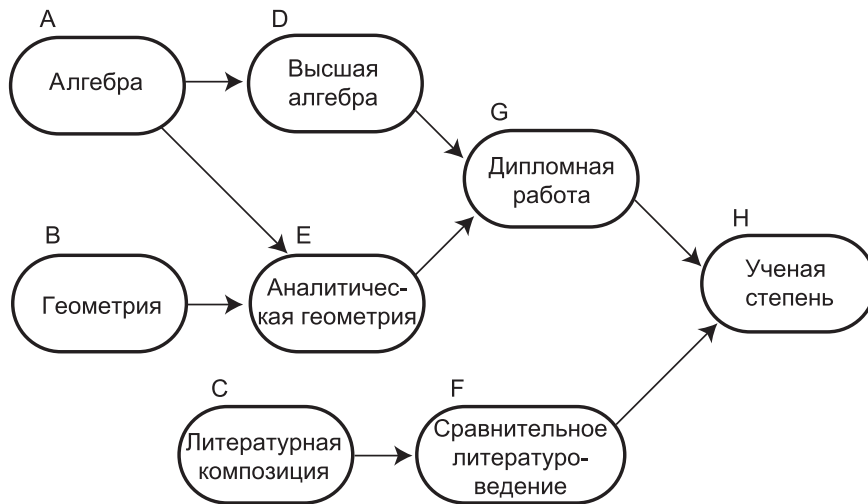 A
Алгебра
D
Высшая
алгебра
G
Дипломная
работа
B
Геометрия
E
Аналитичес-
кая геометрия
H
Ученая
степень
C
Литературная
композиция
F
Сравнительное
литературо-
ведение